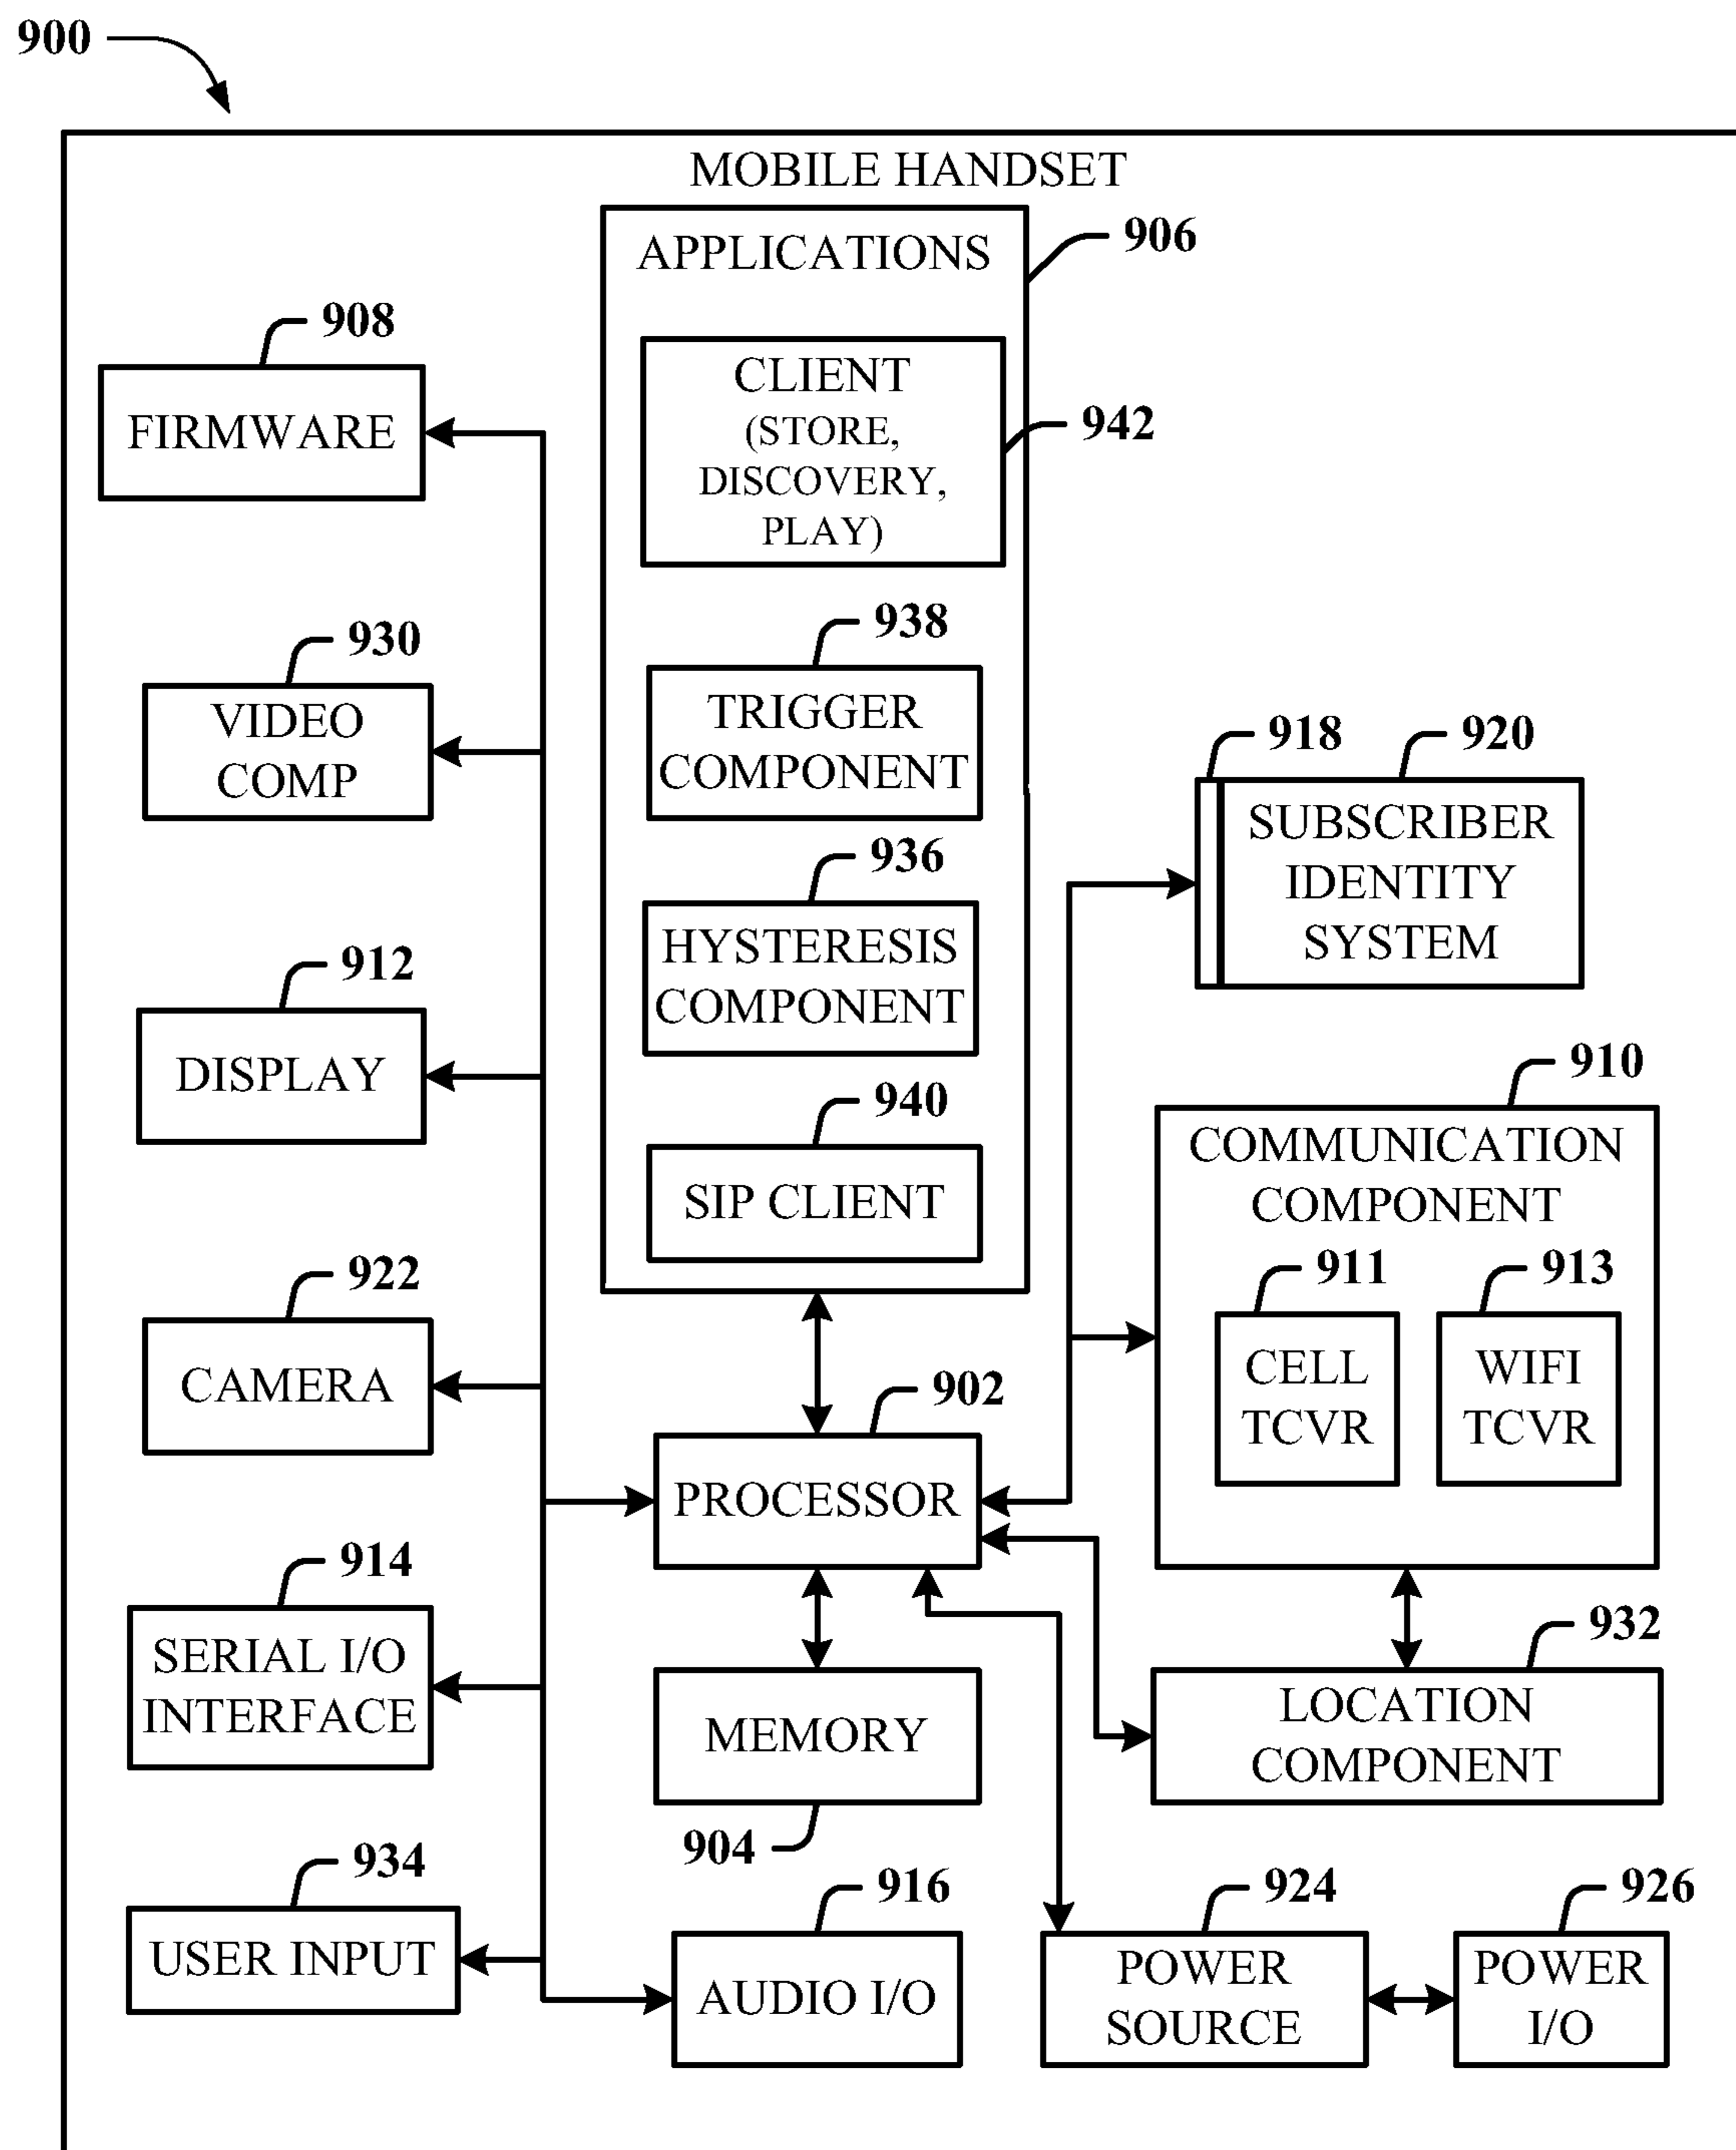 900
MOBILE HANDSET
APPLICATIONS
906
CLIENT
(STORE,
DISCOVERY,
PLAY)
942
938
TRIGGER
COMPONENT
936
HYSTERESIS
COMPONENT
940
SIP CLIENT
908
FIRMWARE
930
VIDEO
COMP
912
DISPLAY
922
CAMERA
914
SERIAL I/O
INTERFACE
934
USER INPUT
902
PROCESSOR
MEMORY
904
916
AUDIO I/O
918
920
SUBSCRIBER
IDENTITY
SYSTEM
910
COMMUNICATION
COMPONENT
911
CELL
TCVR
913
WIFI
TCVR
932
LOCATION
COMPONENT
924
POWER
SOURCE
926
POWER
I/O